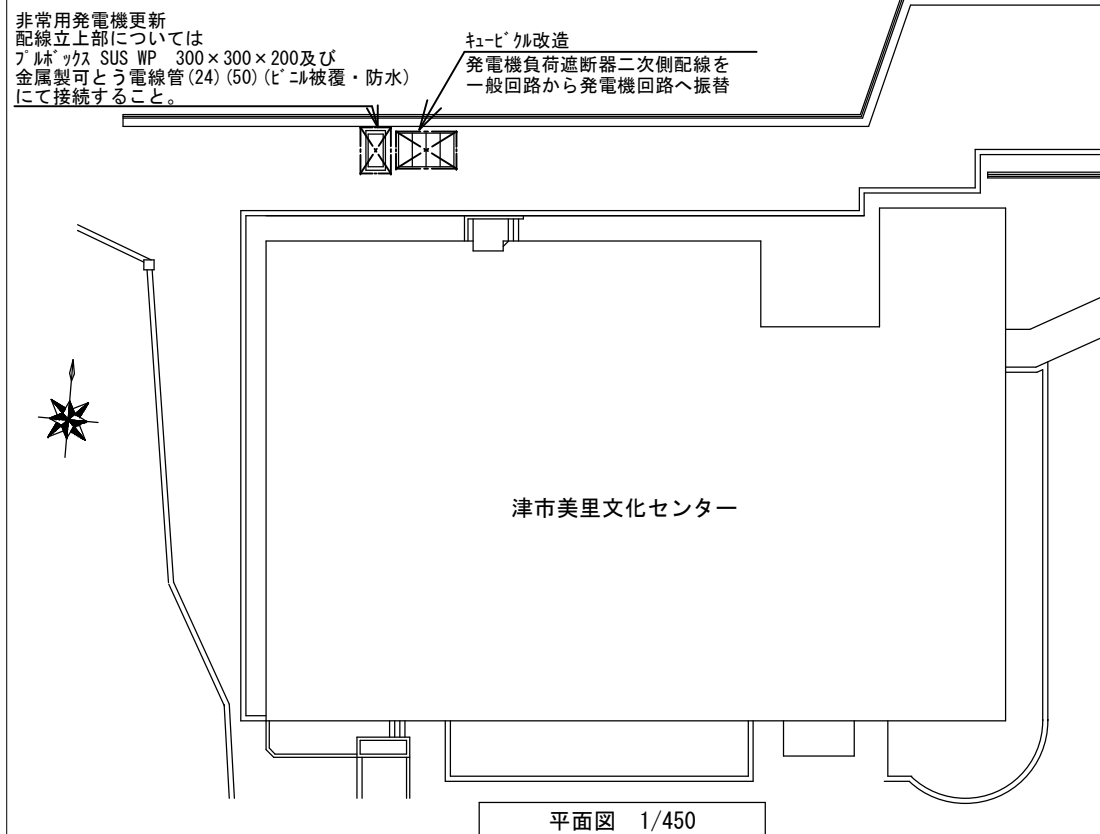 非常用発電機更新
配線立上部については
プルボックス SUS WP 300×300×200及び
金属製可とう電線管(24)(50)(ビニル被覆・防水)
にて接続すること。
キュービクル改造
発電機負荷遮断器二次側配線を
一般回路から発電機回路へ振替
津市美里文化センター
平面図 1/450